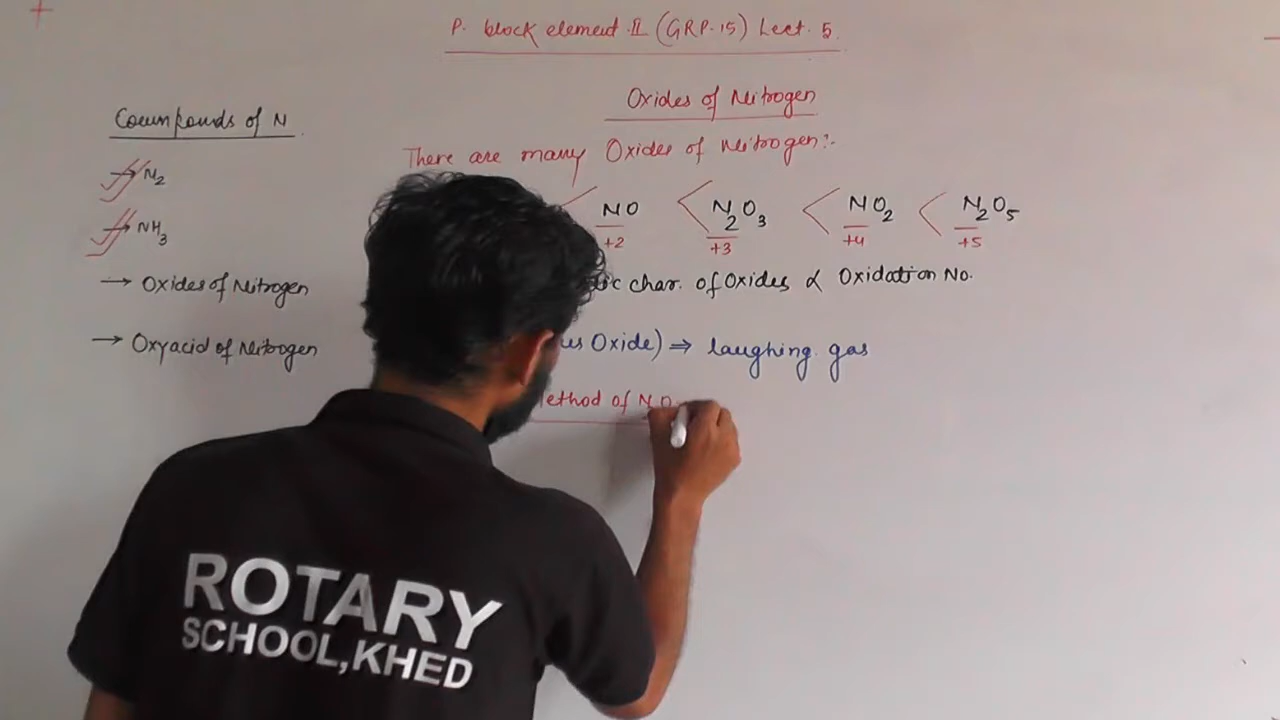 P. block element II (GRP.15) Lect. 5.
Oxides of Nitrogen
Compounds of N
There are many Oxides of Nitrogen:-
→ N2
→ NH3
→ Oxides of Nitrogen
→ Oxyacid of Nitrogen
< NO < N2O3 < NO2 < N2O5
+2 +3 +4 +5
char. of Oxides ∝ Oxidation No.
Oxide) ⇒ laughing gas
of N2O
ROTARY
SCHOOL,KHED